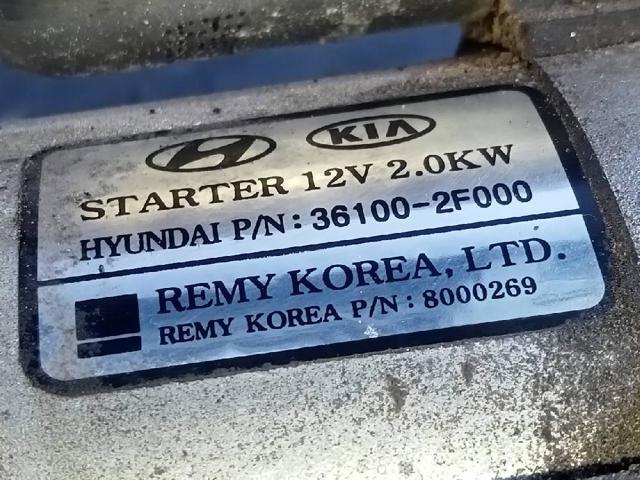 KIA
STARTER 12V 2.0KW
HYUNDAI P/N: 36100-2F000
REMY KOREA, LTD.
REMY KOREA P/N: 8000269